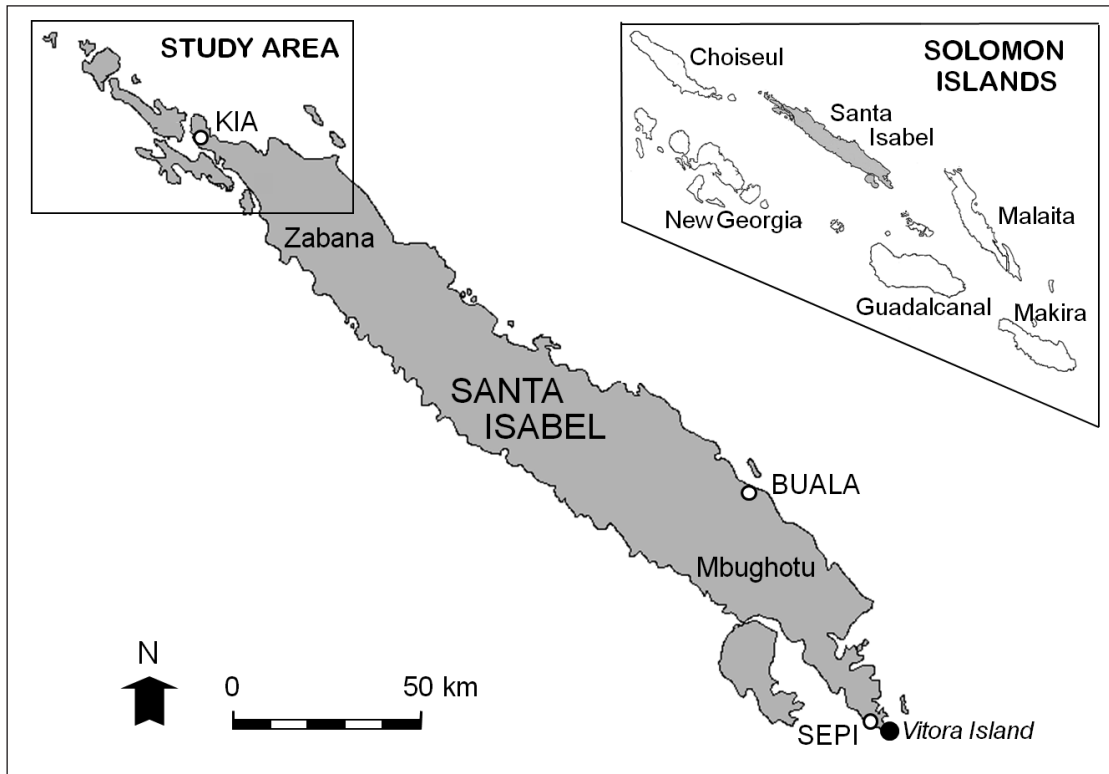 STUDY AREA
KIA
Zabana
SOLOMON
ISLANDS
Choiseul
Santa
Isabel
New Georgia
Malaita
Guadalcanal
Makira
SANTA
ISABEL
BUALA
Mbughotu
N
0 50 km
SEPI
Vitora Island